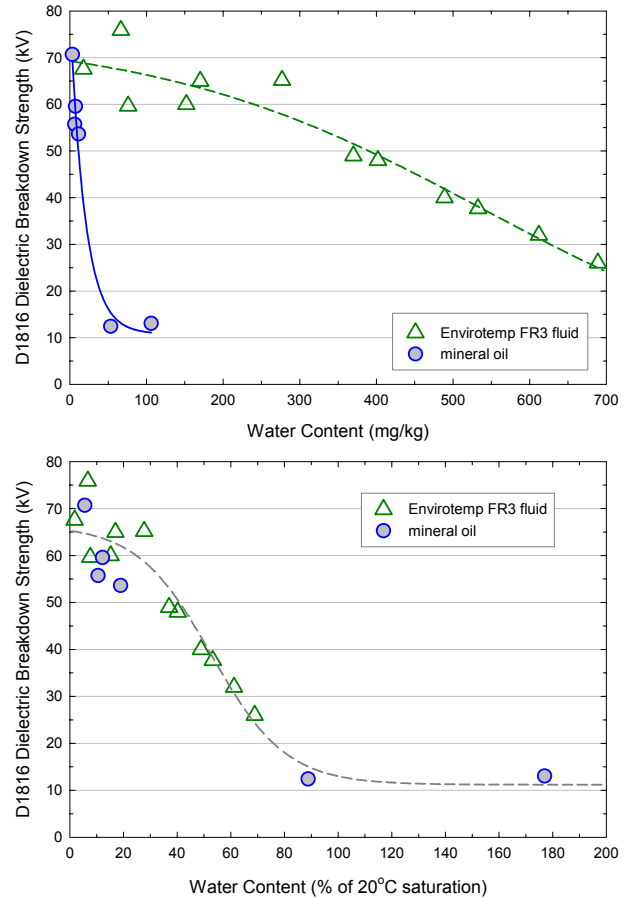 80
70
60
50
40
30
20
10
0
D1816 Dielectric Breakdown Strength (kV)
Envirotemp FR3 fluid
mineral oil
0 100 200 300 400 500 600 700
Water Content (mg/kg)
80
70
60
50
40
30
20
10
0
D1816 Dielectric Breakdown Strength (kV)
Envirotemp FR3 fluid
mineral oil
0 20 40 60 80 100 120 140 160 180 200
Water Content (% of 20°C saturation)